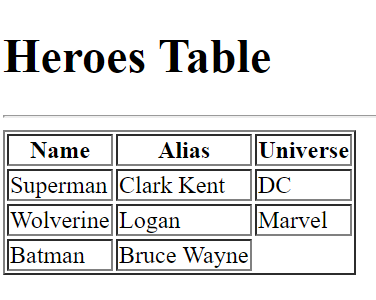 Heroes Table
Name Alias Universe
Superman Clark Kent DC
Wolverine Logan Marvel
Batman Bruce Wayne